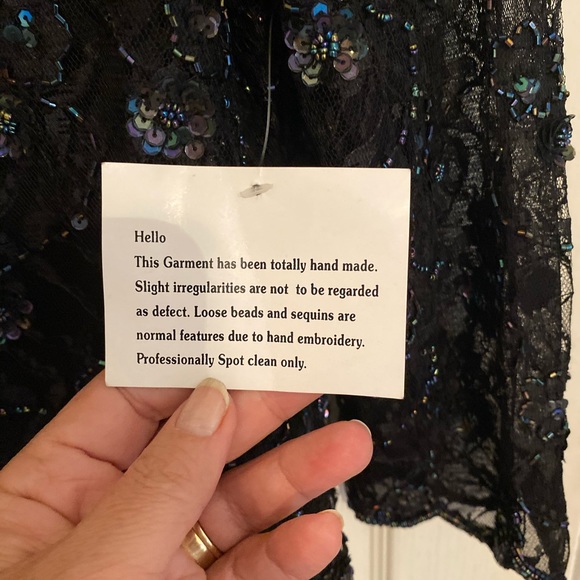 Hello
This Garment has been totally hand made.
Slight irregularities are not to be regarded
as defect. Loose beads and sequins are
normal features due to hand embroidery.
Professionally Spot clean only.